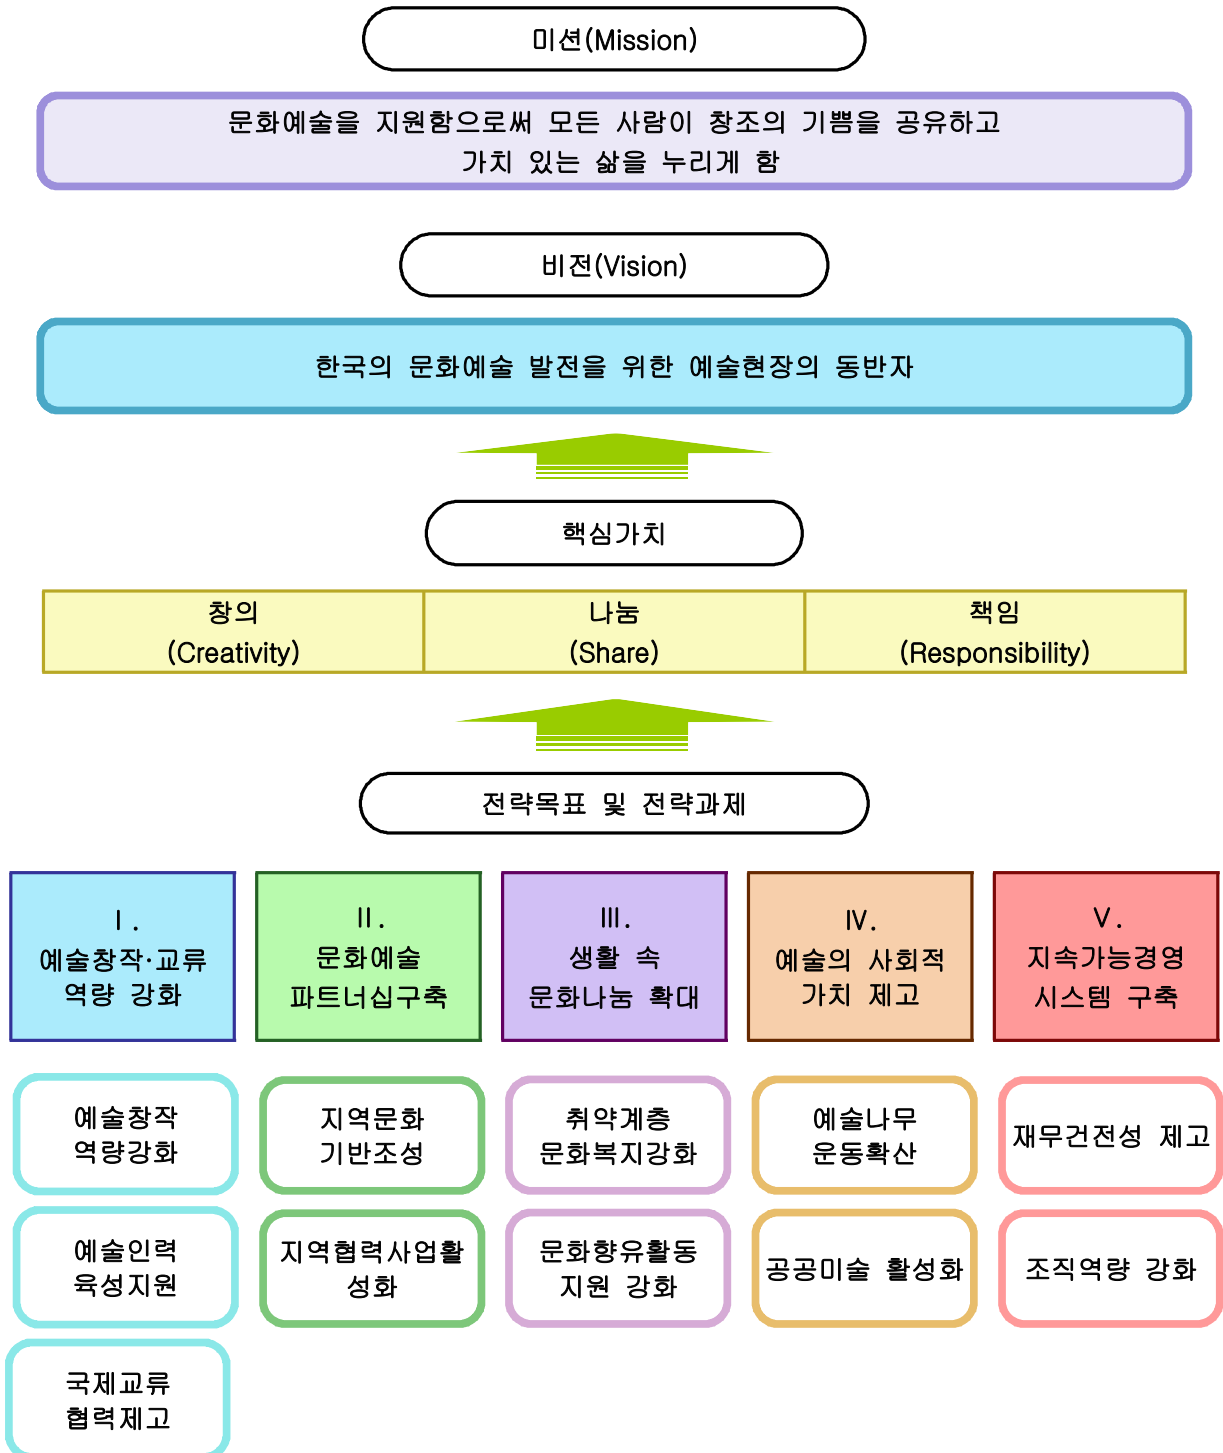 미션(Mission)
문화예술을 지원함으로써 모든 사람이 창조의 기쁨을 공유하고
가치 있는 삶을 누리게 함
비전(Vision)
한국의 문화예술 발전을 위한 예술현장의 동반자
핵심가치
창의
(Creativity)
나눔
(Share)
책임
(Responsibility)
전략목표 및 전략과제
Ⅰ.
예술창작·교류
역량 강화
Ⅱ.
문화예술
파트너십구축
Ⅲ.
생활 속
문화나눔 확대
Ⅳ.
예술의 사회적
가치 제고
Ⅴ.
지속가능경영
시스템 구축
예술창작
역량강화
지역문화
기반조성
취약계층
문화복지강화
예술나무
운동확산
재무건전성 제고
예술인력
육성지원
지역협력사업활
성화
문화향유활동
지원 강화
공공미술 활성화
조직역량 강화
국제교류
협력제고